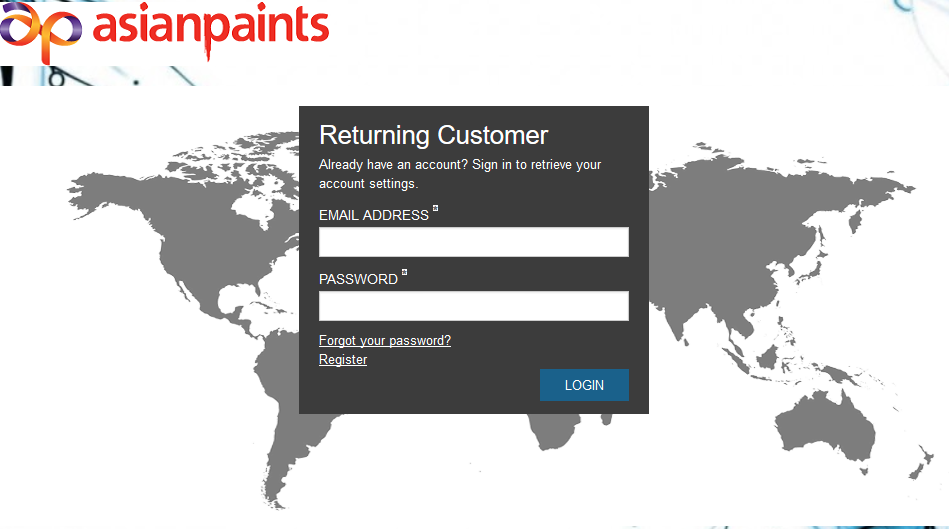 asianpaints
Returning Customer
Already have an account? Sign in to retrieve your
account settings.
EMAIL ADDRESS
PASSWORD
Forgot your password?
Register
LOGIN